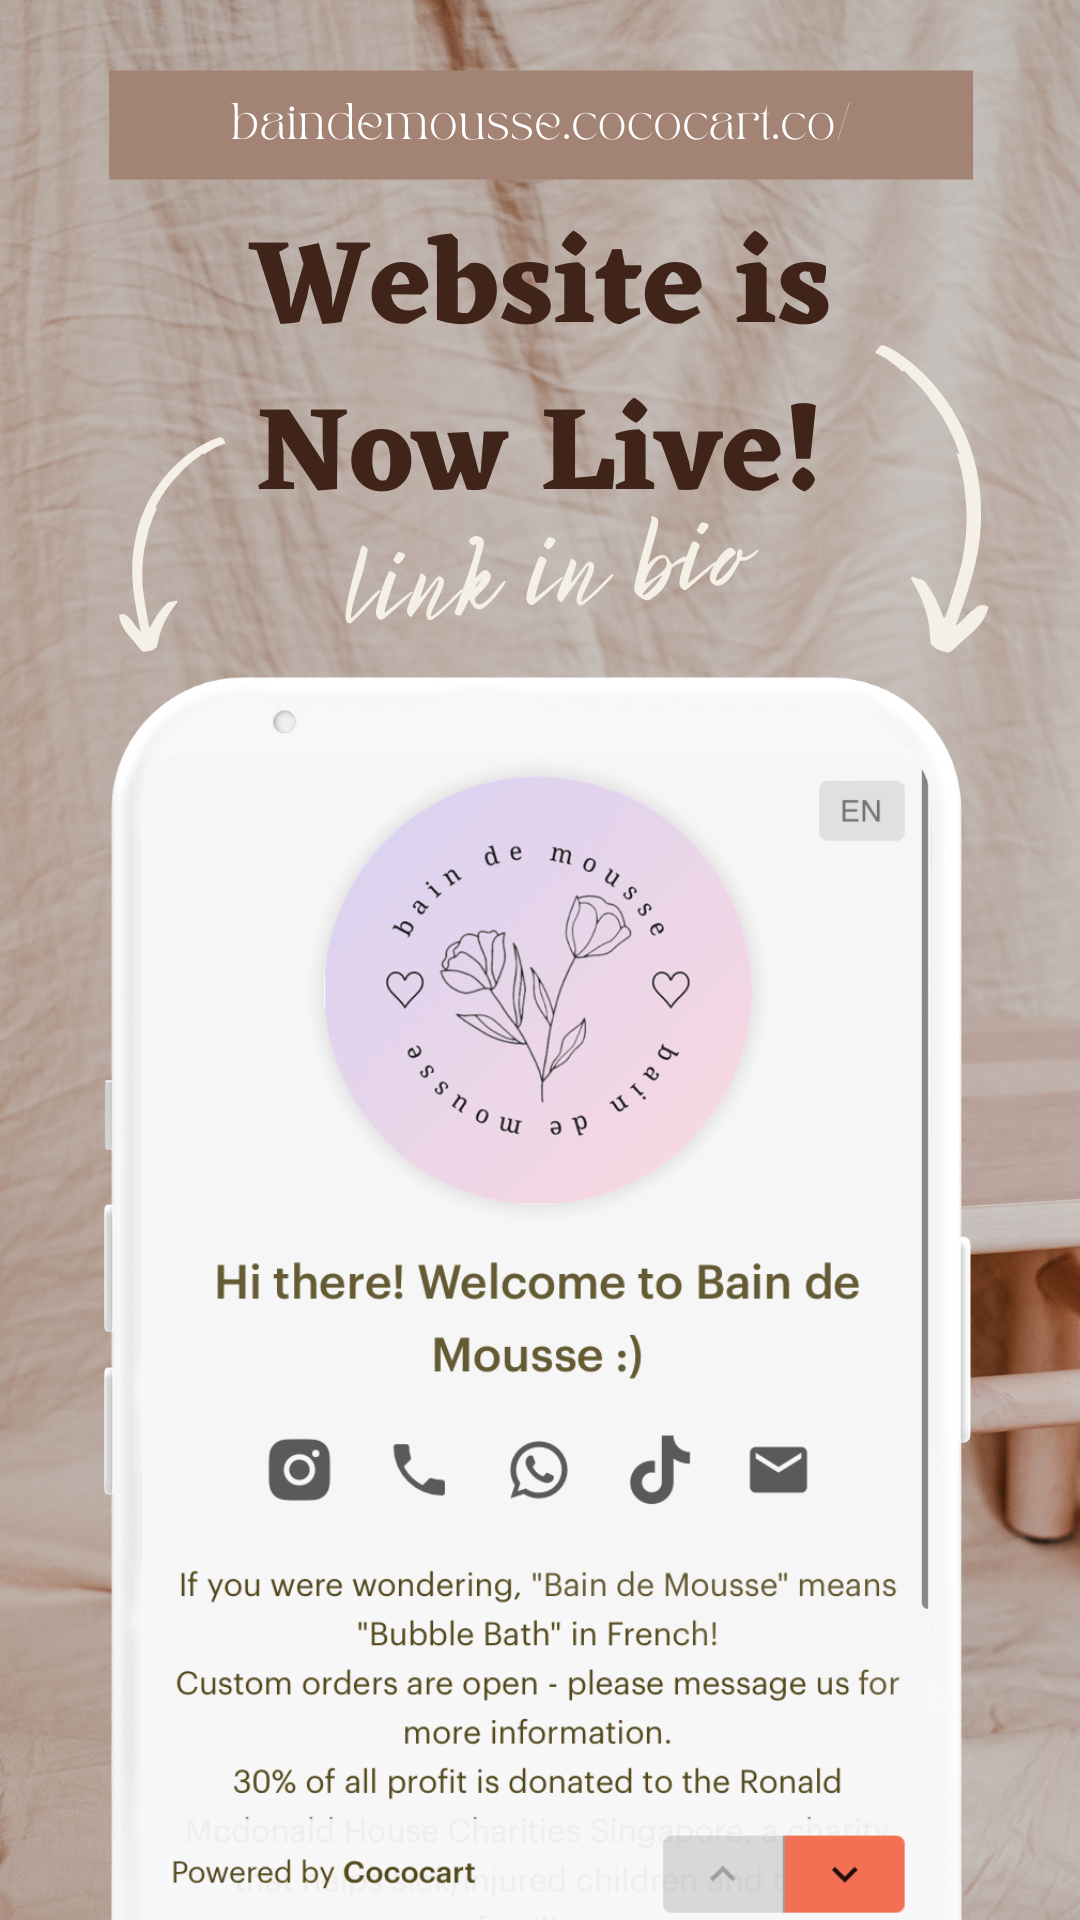 baindemousse.cococart.co/
Website is
Now Live!
link in bio
EN
bain de mousse
bain de mousse
Hi there! Welcome to Bain de
Mousse :)
If you were wondering, "Bain de Mousse" means
"Bubble Bath" in French!
Custom orders are open - please message us for
more information.
30% of all profit is donated to the Ronald
Mcdonald House Charities Singapore, a charity
that helps sick/injured children and
Powered by Cococart